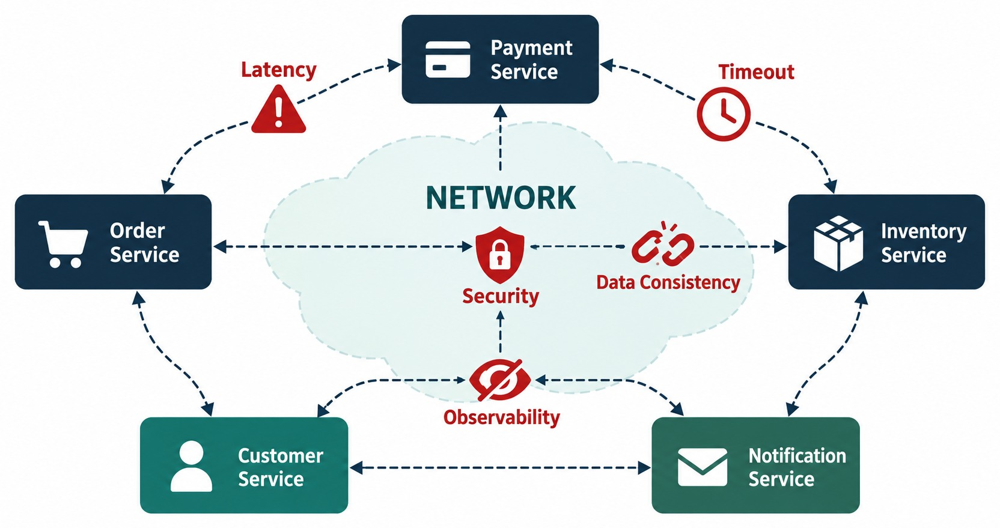 Payment
Service
Latency
Timeout
NETWORK
Order
Service
Inventory
Service
Data Consistency
Security
Observability
Customer
Service
Notification
Service